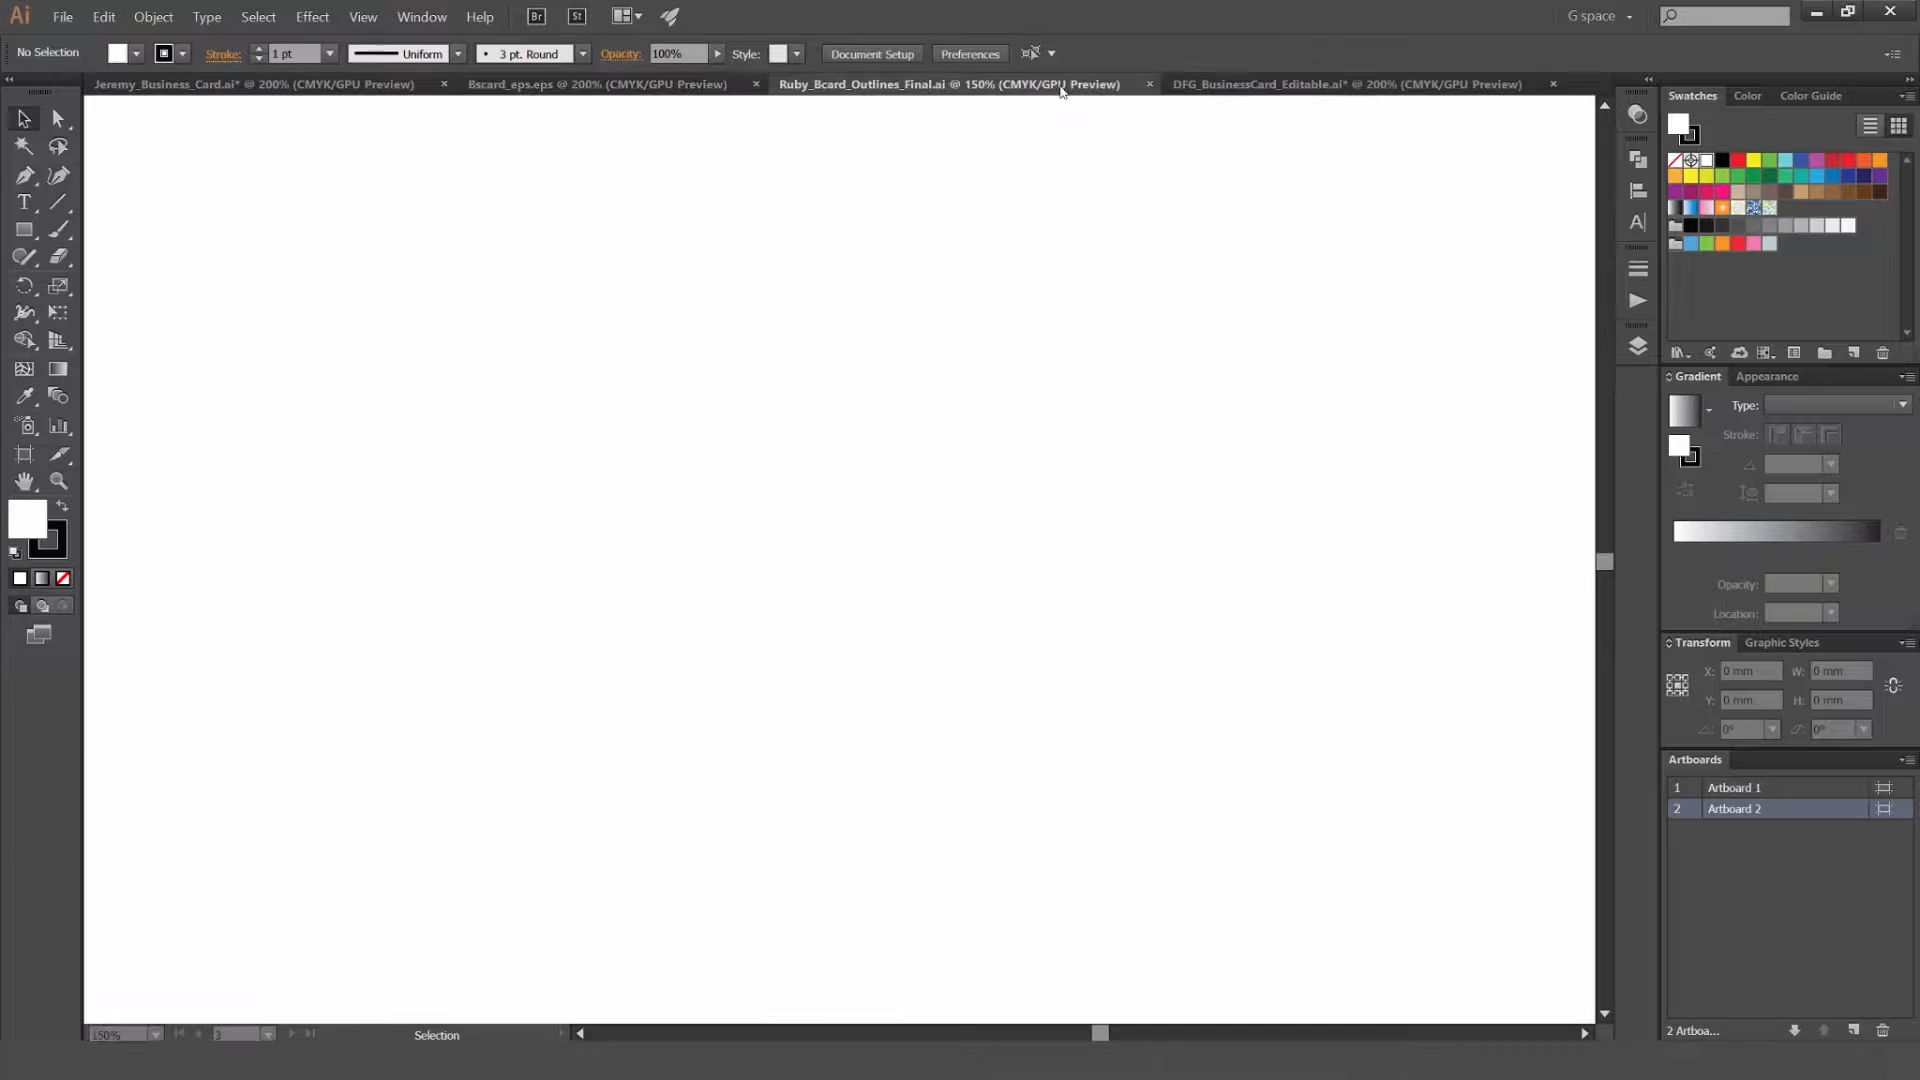 Ai File Edit Object Type Select Effect View Window Help Br St G space
No Selection Stroke: 1 pt Uniform 3 pt. Round Opacity: 100% Style: Document Setup Preferences
Jeremy_Business_Card.ai* @ 200% (CMYK/GPU Preview) × Bscard_eps.eps @ 200% (CMYK/GPU Preview) × Ruby_Bcard_Outlines_Final.ai @ 150% (CMYK/GPU Preview) × DFG_BusinessCard_Editable.ai* @ 200% (CMYK/GPU Preview) ×
Swatches Color Color Guide
Gradient Appearance
Type:
Stroke:
Opacity:
Location:
Transform Graphic Styles
X: 0 mm W: 0 mm
Y: 0 mm H: 0 mm
0° 0°
Artboards
1 Artboard 1
2 Artboard 2
2 Artboa...
150% 3 Selection